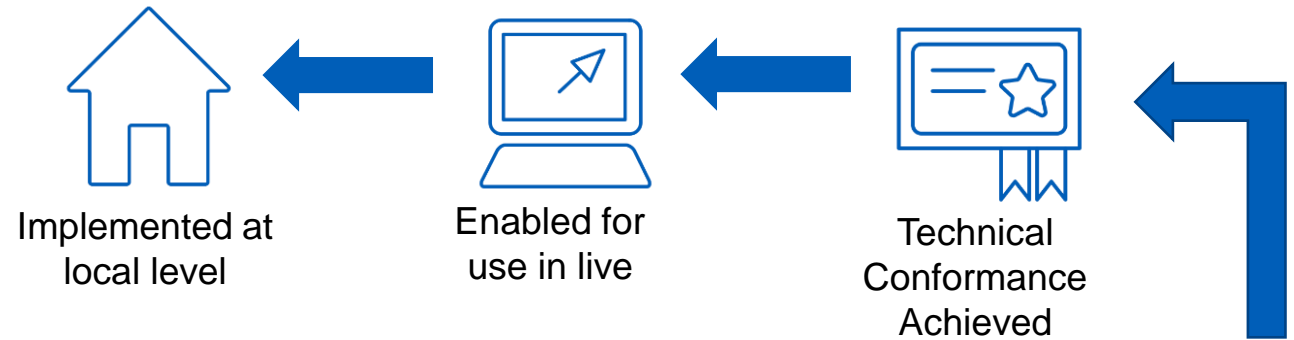 Implemented at
local level
Enabled for
use in live
Technical
Conformance
Achieved